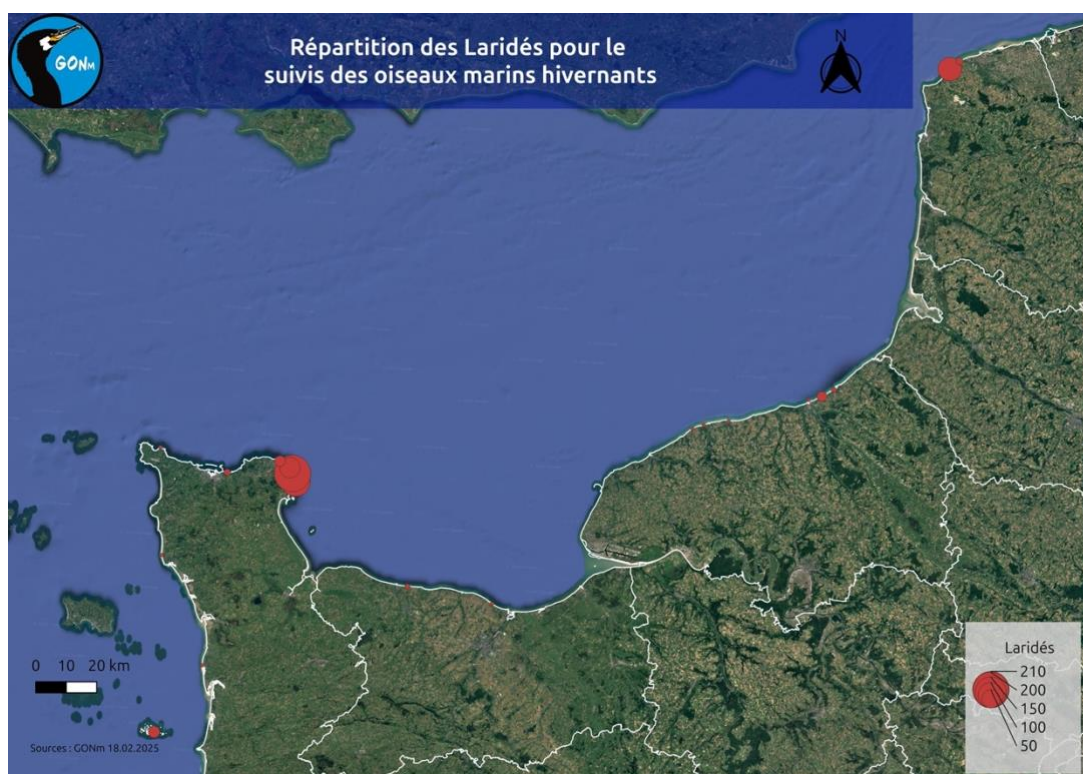 GONm
Répartition des Laridés pour le
suivis des oiseaux marins hivernants
N
0 10 20 km
Sources : GONm 18.02.2025
Laridés
210
200
150
100
50